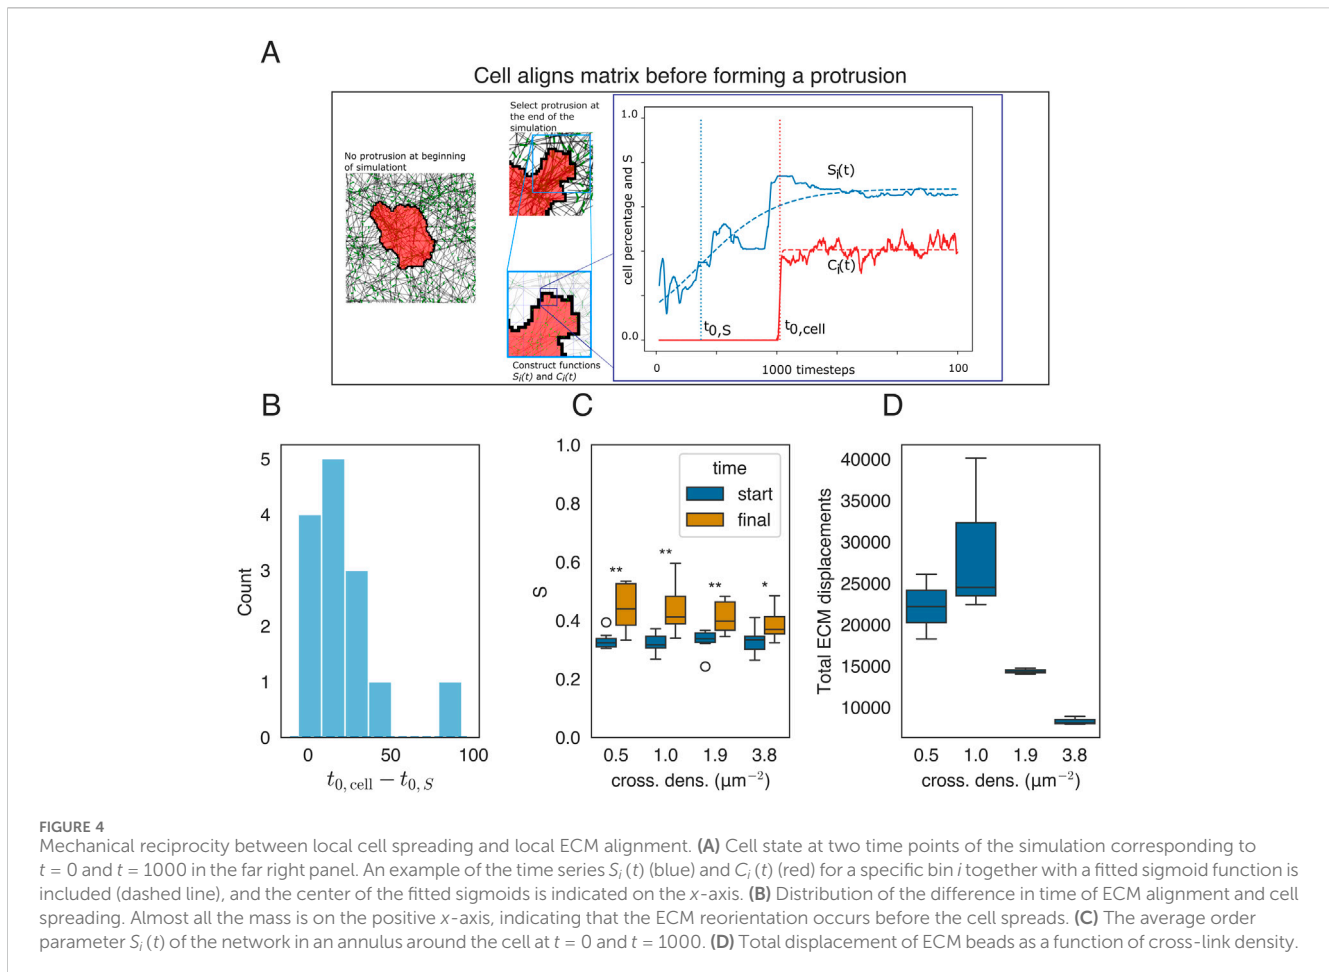 A
Cell aligns matrix before forming a protrusion
No protrusion at beginning
of simulationt
Select protrusion at
the end of the
simulation
Construct functions
Si(t) and Ci(t)
cell percentage and S
1.0
0.0
Si(t)
Ci(t)
t0,S
t0,cell
0
1000 timesteps
100
B
Count
5
4
3
2
1
0
0
50
100
t0,cell − t0,S
C
S
1.0
0.8
0.6
0.4
0.2
0.0
time
start
final
**
**
**
*
0.5
1.0
1.9
3.8
cross. dens. (μm−2)
D
Total ECM displacements
40000
35000
30000
25000
20000
15000
10000
0.5
1.0
1.9
3.8
cross. dens. (μm−2)
FIGURE 4
Mechanical reciprocity between local cell spreading and local ECM alignment. (A) Cell state at two time points of the simulation corresponding to
t = 0 and t = 1000 in the far right panel. An example of the time series Si (t) (blue) and Ci (t) (red) for a specific bin i together with a fitted sigmoid function is
included (dashed line), and the center of the fitted sigmoids is indicated on the x-axis. (B) Distribution of the difference in time of ECM alignment and cell
spreading. Almost all the mass is on the positive x-axis, indicating that the ECM reorientation occurs before the cell spreads. (C) The average order
parameter Si (t) of the network in an annulus around the cell at t = 0 and t = 1000. (D) Total displacement of ECM beads as a function of cross-link density.